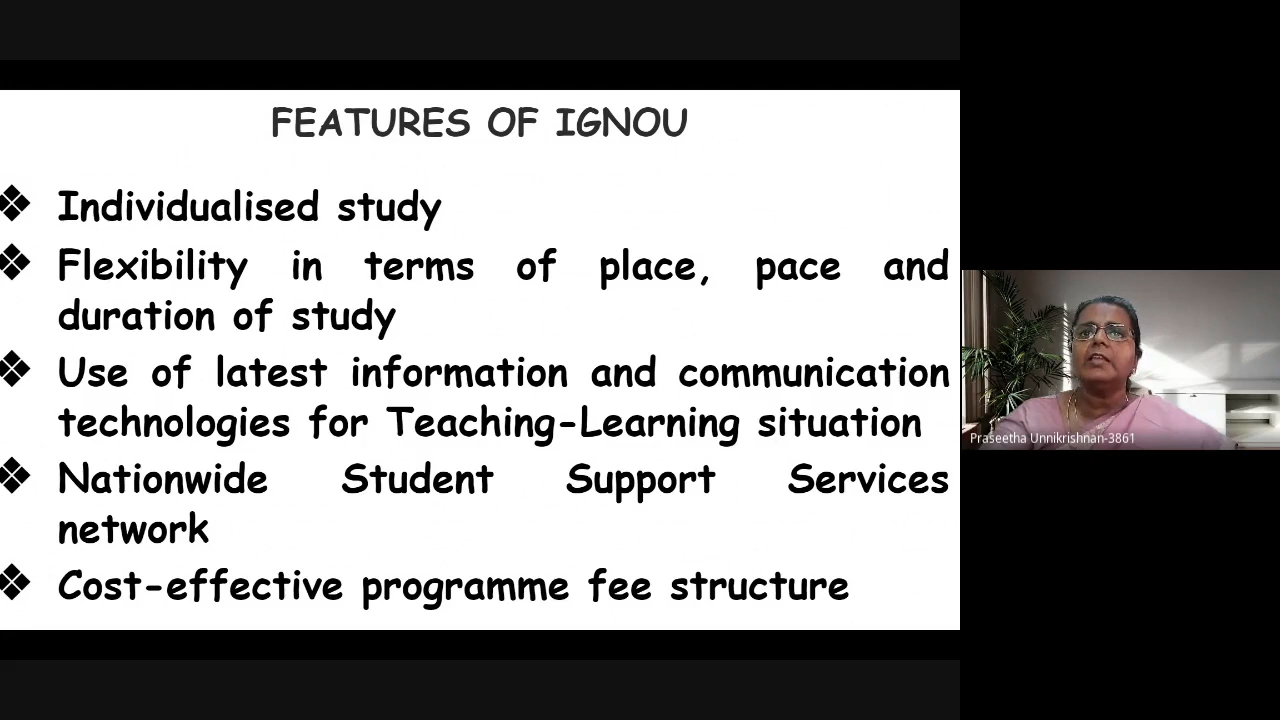 FEATURES OF IGNOU
❖ Individualised study
❖ Flexibility in terms of place, pace and
duration of study
❖ Use of latest information and communication
technologies for Teaching-Learning situation
❖ Nationwide Student Support Services
network
❖ Cost-effective programme fee structure
Praseetha Unnikrishnan-3861